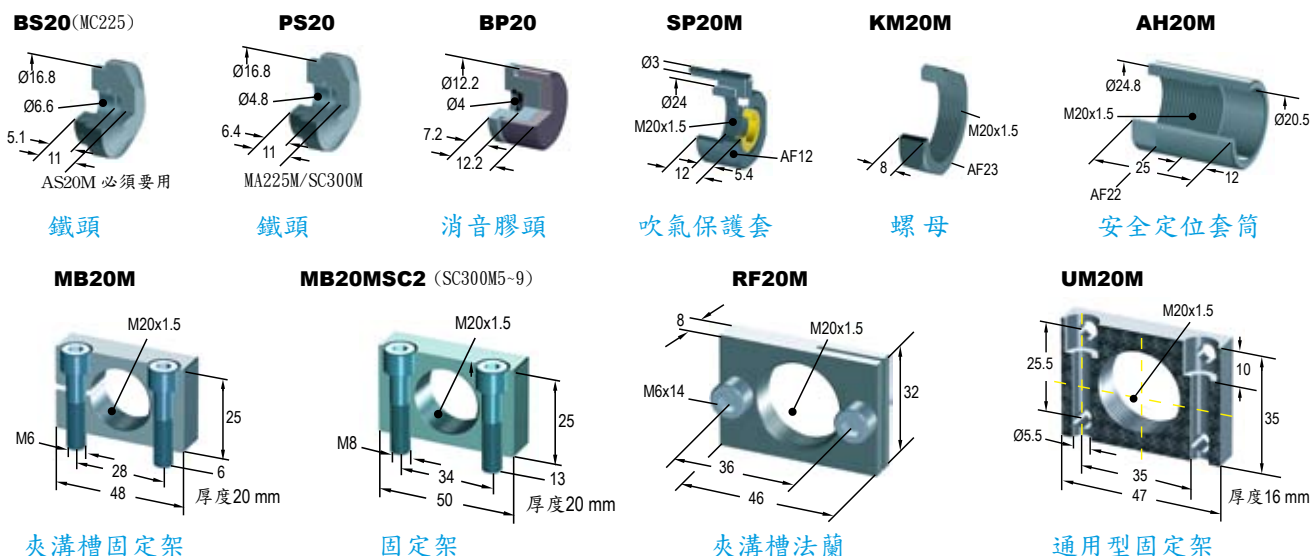 BS20(MC225)
Ø16.8
Ø6.6
5.1
11
AS20M 必須要用
鐵頭
PS20
Ø16.8
Ø4.8
6.4
11
MA225M/SC300M
鐵頭
BP20
Ø12.2
Ø4
7.2
12.2
消音膠頭
SP20M
Ø3
Ø24
M20x1.5
AF12
12
5.4
吹氣保護套
KM20M
M20x1.5
8
AF23
螺母
AH20M
Ø24.8
M20x1.5
Ø20.5
25
12
AF22
安全定位套筒
MB20M
M20x1.5
25
M6
28
6
48
厚度20 mm
夾溝槽固定架
MB20MSC2 (SC300M5~9)
M20x1.5
25
M8
34
13
50
厚度20 mm
固定架
RF20M
8
M20x1.5
M6x14
32
36
46
夾溝槽法蘭
UM20M
M20x1.5
25.5
10
35
Ø5.5
35
47
厚度16 mm
通用型固定架